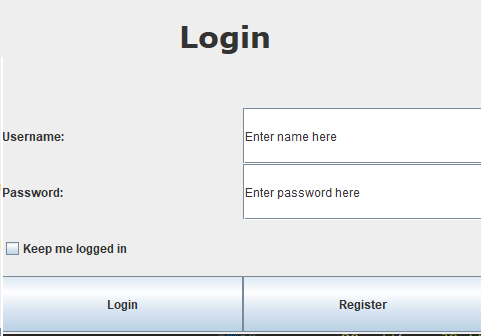 Login
Username:
Enter name here
Password:
Enter password here
Keep me logged in
Login
Register